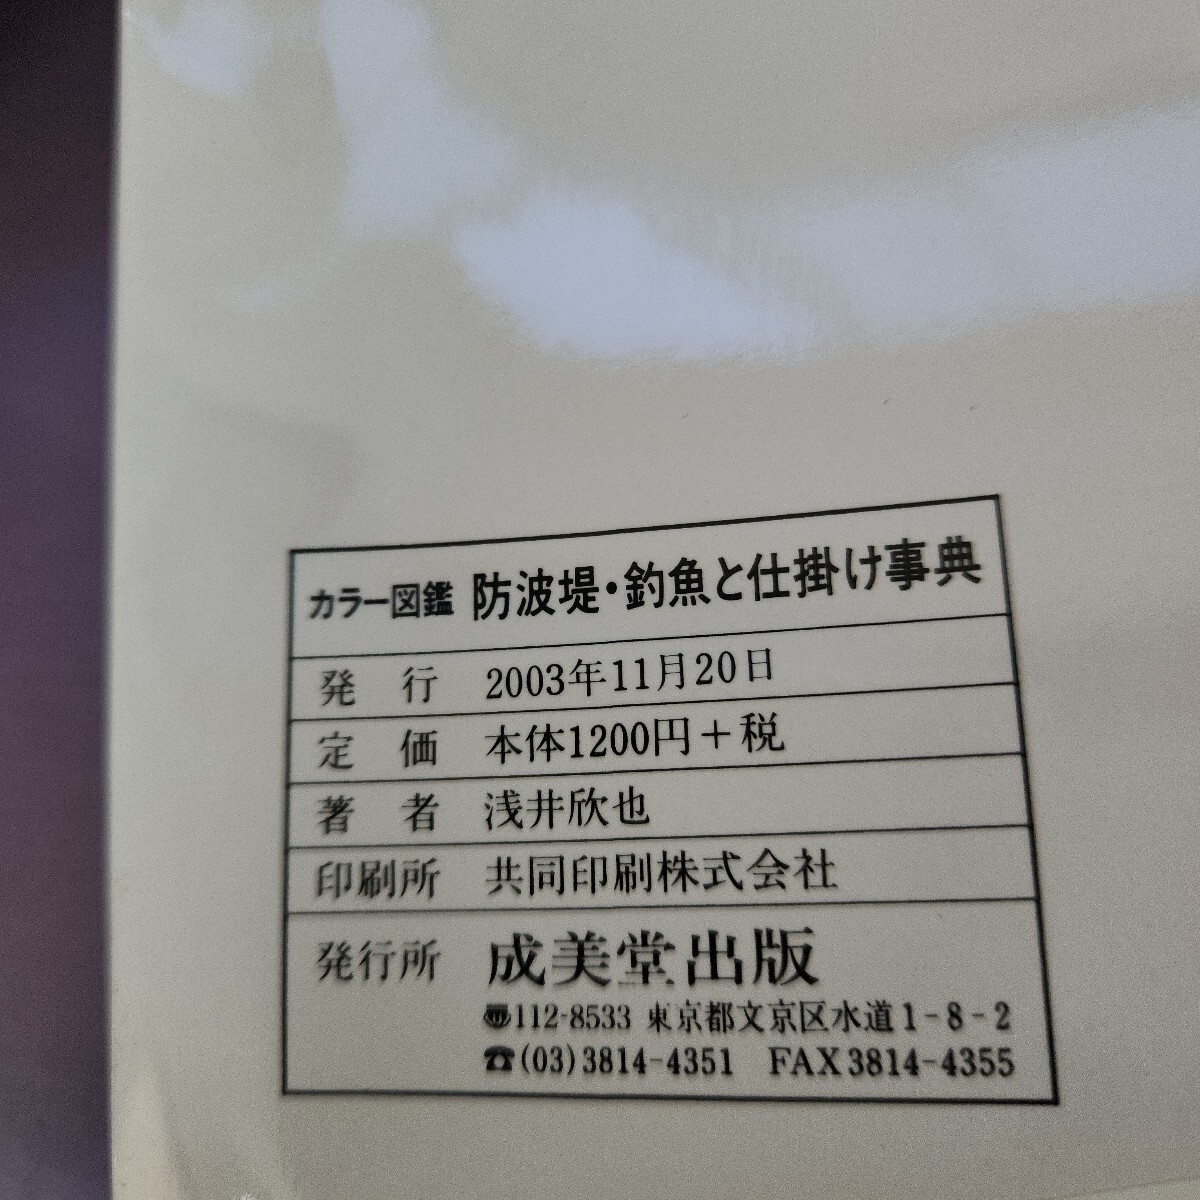 カラー図鑑 防波堤・釣魚と仕掛け事典
発　行　2003年11月20日
定　価　本体1200円＋税
著　者　浅井欣也
印刷所　共同印刷株式会社
発行所　成美堂出版
〠112-8533 東京都文京区水道1-8-2
☎(03)3814-4351　FAX3814-4355